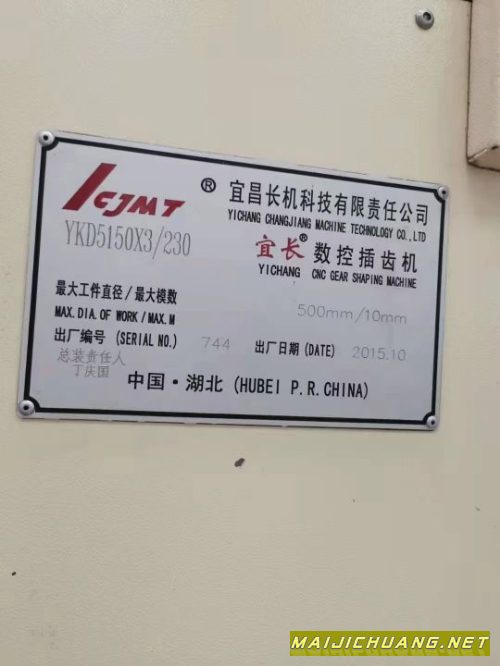 CJMT ® 宜昌长机科技有限责任公司
YICHANG CHANGJIANG MACHINE TECHNOLOGY CO.,LTD
YKD5150X3/230
宜长® 数控插齿机
YICHANG CNC GEAR SHAPING MACHINE
最大工件直径/最大模数 500mm/10mm
MAX.DIA.OF WORK/MAX.M
出厂编号 (SERIAL NO.) 744 出厂日期 (DATE) 2015.10
总装责任人
丁庆国
中国·湖北 (HUBEI P.R.CHINA)
MAIJICHUANG.NET